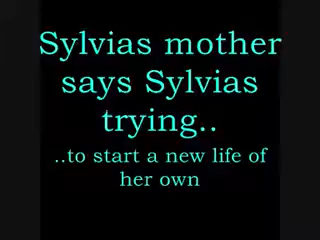 Sylvias mother
says Sylvias
trying..
..to start a new life of
her own